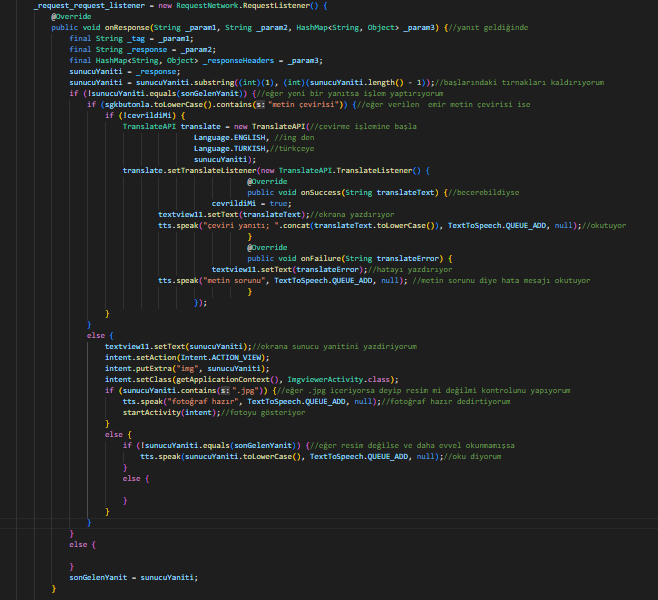 _request_request_listener = new RequestNetwork.RequestListener() {
@Override
public void onResponse(String _param1, String _param2, HashMap<String, Object> _param3) {//yanıt geldiğinde
final String _tag = _param1;
final String _response = _param2;
final HashMap<String, Object> _responseHeaders = _param3;
sunucuYaniti = _response;
sunucuYaniti = sunucuYaniti.substring((int)(1), (int)(sunucuYaniti.length() - 1));//başlarındaki tırnakları kaldırıyorum
if (!sunucuYaniti.equals(sonGelenYanit)) {//eğer yeni bir yanıtsa işlem yaptırıyorum
if (sgkbutonla.toLowerCase().contains(s: "metin çevirisi")) {//eğer verilen  emir metin çevirisi ise
if (!cevrildiMi) {
TranslateAPI translate = new TranslateAPI(//çevirme işlemine başla
Language.ENGLISH, //ing den
Language.TURKISH,//türkçeye
sunucuYaniti);
translate.setTranslateListener(new TranslateAPI.TranslateListener() {
@Override
public void onSuccess(String translateText) {//becerebildiyse
cevrildiMi = true;
textview11.setText(translateText);//ekrana yazdırıyor
tts.speak("çeviri yanıtı; ".concat(translateText.toLowerCase()), TextToSpeech.QUEUE_ADD, null);//okutuyor
}
@Override
public void onFailure(String translateError) {
textview11.setText(translateError);//hatayı yazdırıyor
tts.speak("metin sorunu", TextToSpeech.QUEUE_ADD, null); //metin sorunu diye hata mesajı okutuyor
}
});
}
}
else {
textview11.setText(sunucuYaniti);//ekrana sunucu yanitini yazdiriyorum
intent.setAction(Intent.ACTION_VIEW);
intent.putExtra("img", sunucuYaniti);
intent.setClass(getApplicationContext(), ImgviewerActivity.class);
if (sunucuYaniti.contains(s: ".jpg")) {//eğer .jpg içeriyorsa deyip resim mi değilmi kontrolunu yapıyorum
tts.speak("fotoğraf hazır", TextToSpeech.QUEUE_ADD, null);//fotoğraf hazır dedirtiyorum
startActivity(intent);//fotoyu gösteriyor
}
else {
if (!sunucuYaniti.equals(sonGelenYanit)) {//eğer resim değilse ve daha evvel okunmamışsa
tts.speak(sunucuYaniti.toLowerCase(), TextToSpeech.QUEUE_ADD, null);//oku diyorum
}
else {
}
}
}
}
else {
}
sonGelenYanit = sunucuYaniti;
}